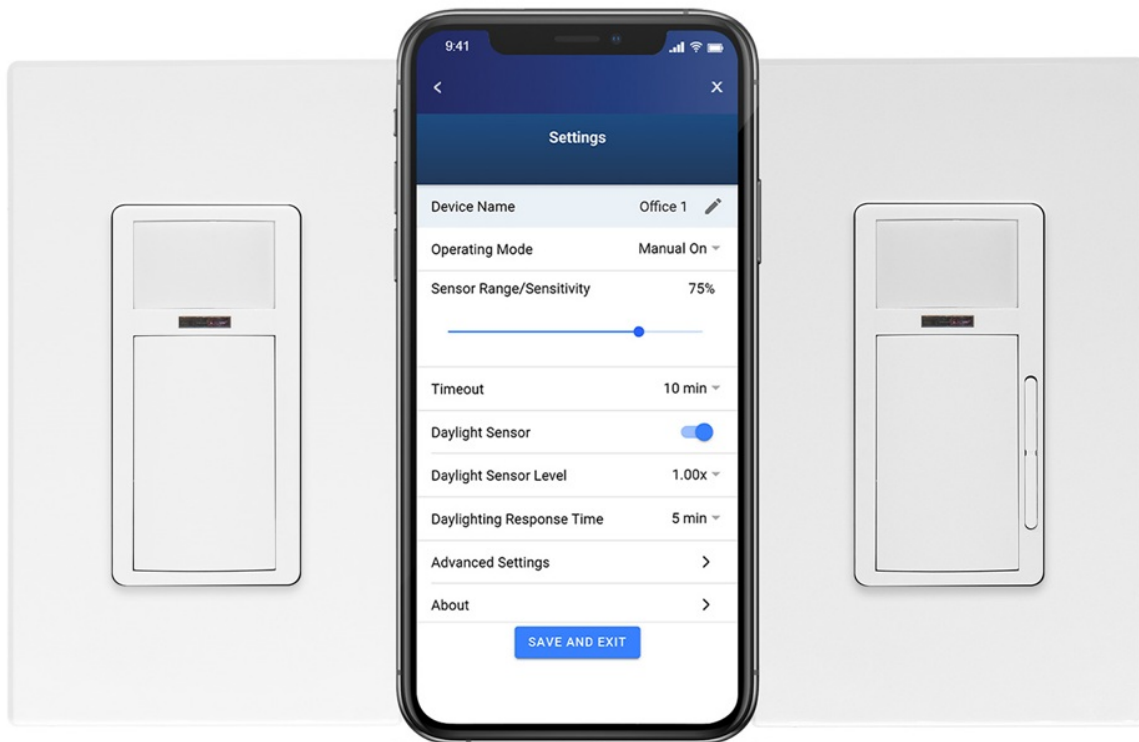 9:41
Settings
Device Name Office 1
Operating Mode Manual On
Sensor Range/Sensitivity 75%
Timeout 10 min
Daylight Sensor
Daylight Sensor Level 1.00x
Daylighting Response Time 5 min
Advanced Settings
About
SAVE AND EXIT